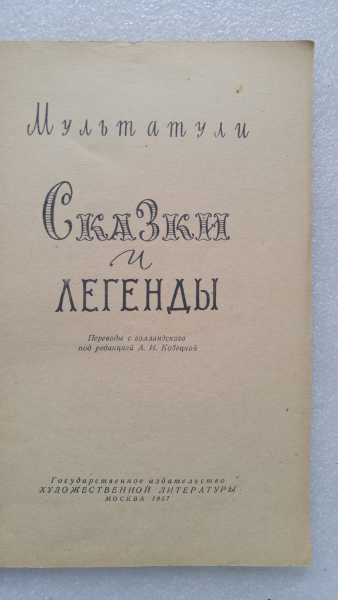 Мультатули
Сказки
и
ЛЕГЕНДЫ
Переводы с голландского
под редакцией А. И. Кобецкой
Государственное издательство
ХУДОЖЕСТВЕННОЙ ЛИТЕРАТУРЫ
МОСКВА 1957